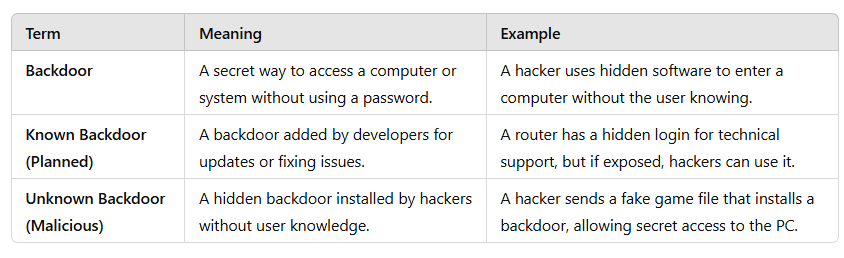 Term Meaning Example
Backdoor
A secret way to access a computer or
system without using a password.
A hacker uses hidden software to enter a
computer without the user knowing.
Known Backdoor
(Planned)
A backdoor added by developers for
updates or fixing issues.
A router has a hidden login for technical
support, but if exposed, hackers can use it.
Unknown Backdoor
(Malicious)
A hidden backdoor installed by hackers
without user knowledge.
A hacker sends a fake game file that installs a
backdoor, allowing secret access to the PC.